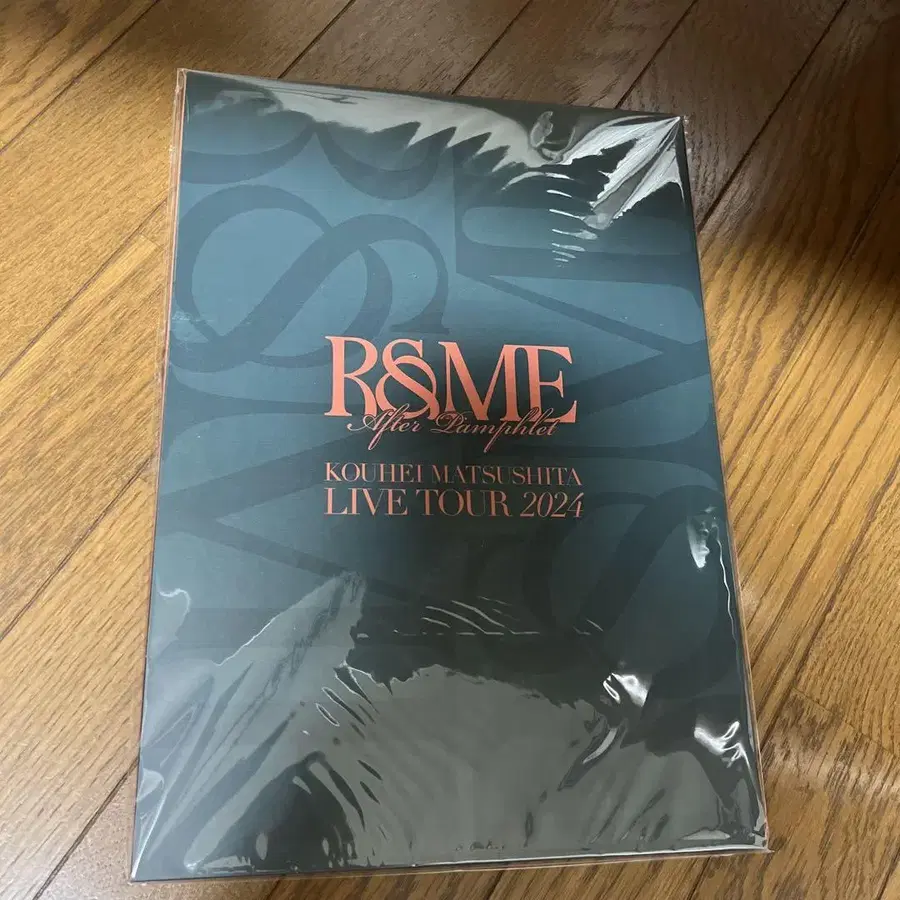 R&ME
After Pamphlet
KOUHEI MATSUSHITA
LIVE TOUR 2024